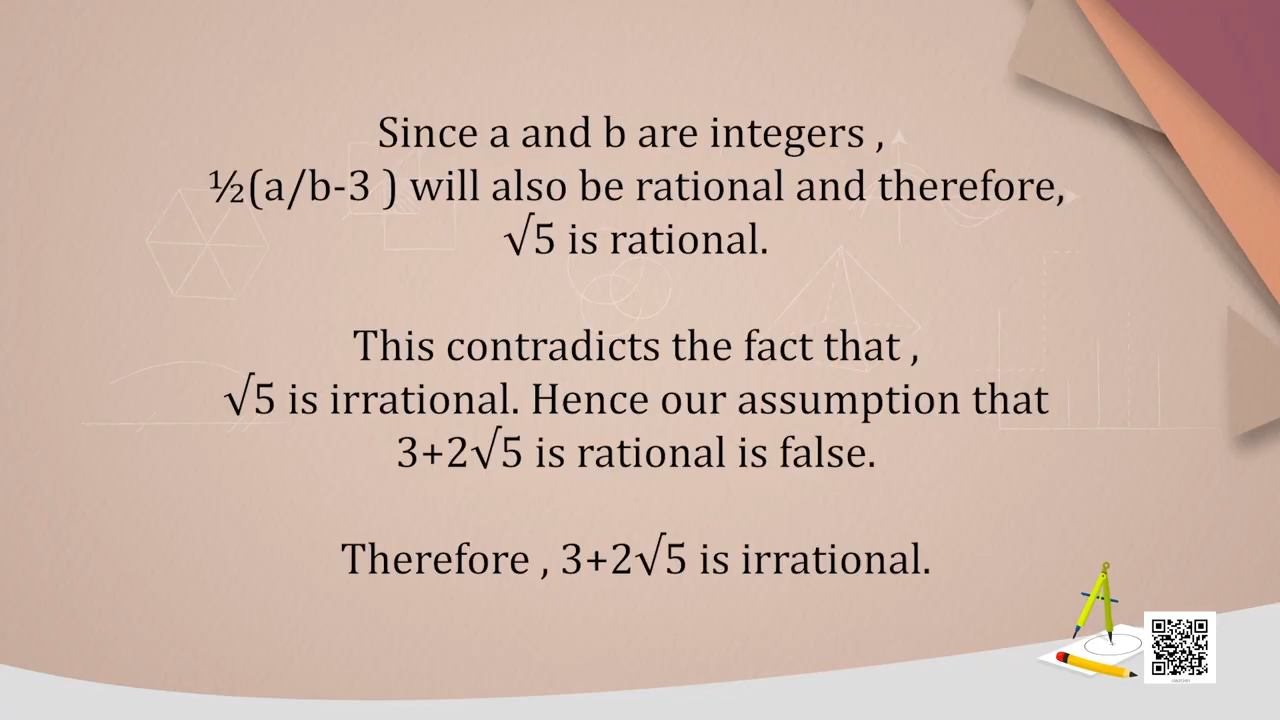 Since a and b are integers ,
½(a/b-3 ) will also be rational and therefore,
√5 is rational.
This contradicts the fact that ,
√5 is irrational. Hence our assumption that
3+2√5 is rational is false.
Therefore , 3+2√5 is irrational.